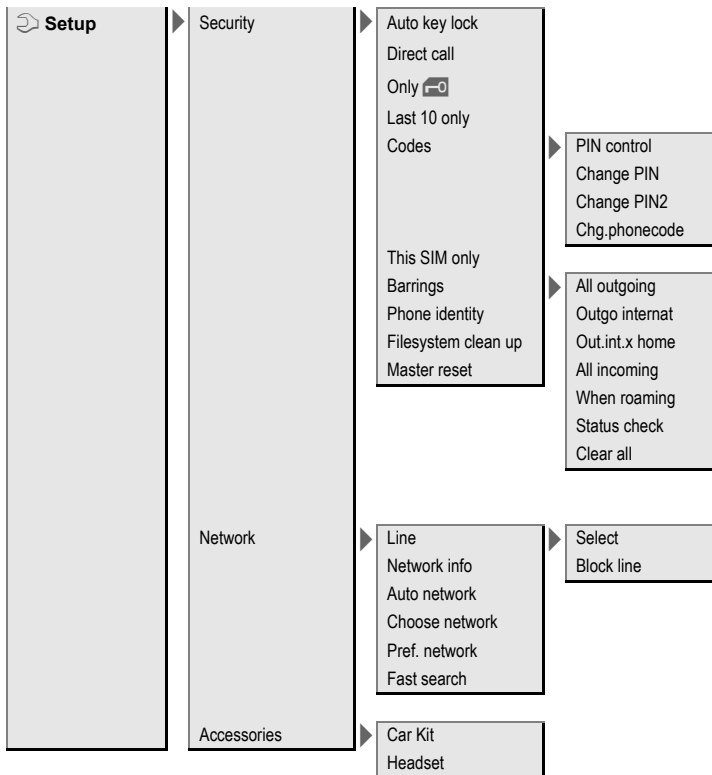 Setup
Security
Auto key lock
Direct call
Only
Last 10 only
Codes
PIN control
Change PIN
Change PIN2
Chg.phonecode
This SIM only
Barrings
All outgoing
Phone identity
Outgo internat
Filesystem clean up
Out.int.x home
Master reset
All incoming
When roaming
Status check
Clear all
Network
Line
Select
Network info
Block line
Auto network
Choose network
Pref. network
Fast search
Accessories
Car Kit
Headset